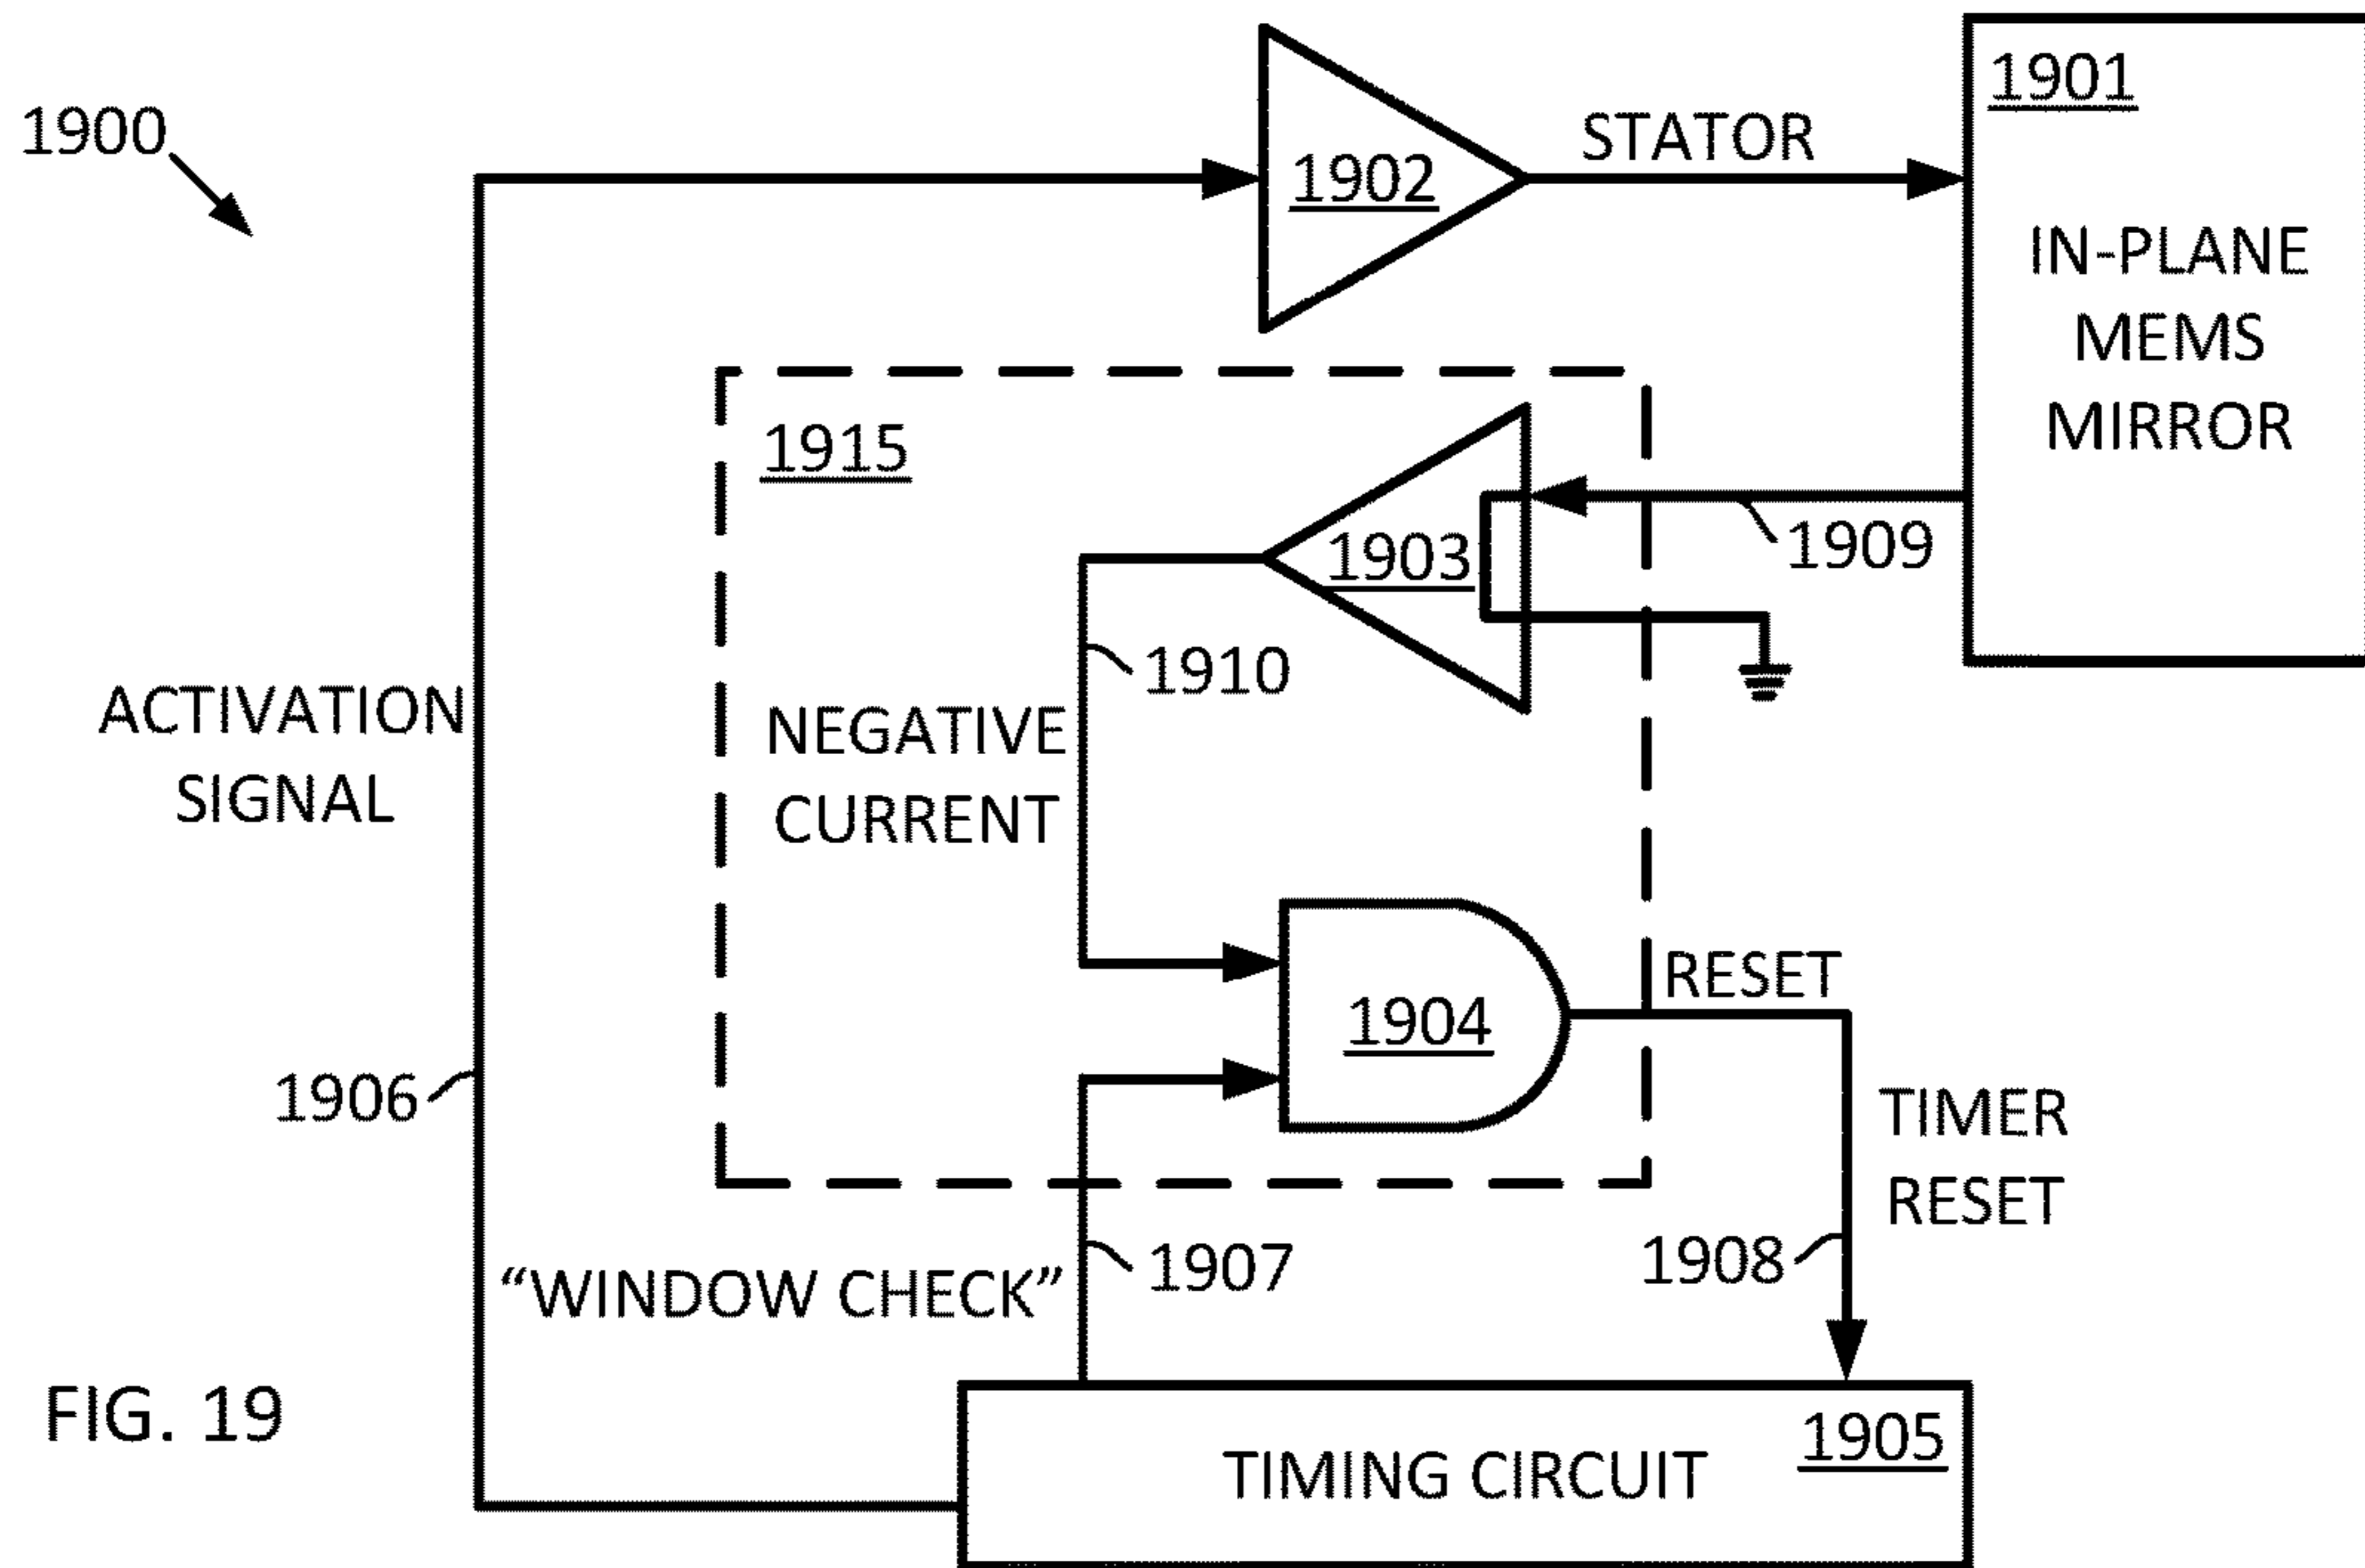 1900
1902
STATOR
1901
IN-PLANE
MEMS
MIRROR
1915
1903
1909
1910
ACTIVATION
SIGNAL
NEGATIVE
CURRENT
1904
RESET
1906
TIMER
RESET
"WINDOW CHECK"
1907
1908
FIG. 19
TIMING CIRCUIT
1905